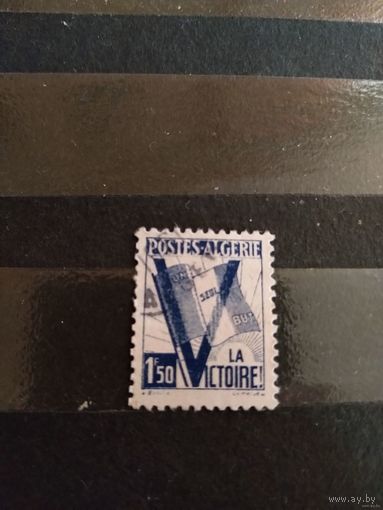 POSTES-ALGERIE
UN
SEUL
BUT
1F50
LA
VICTOIRE!
www.ay.by